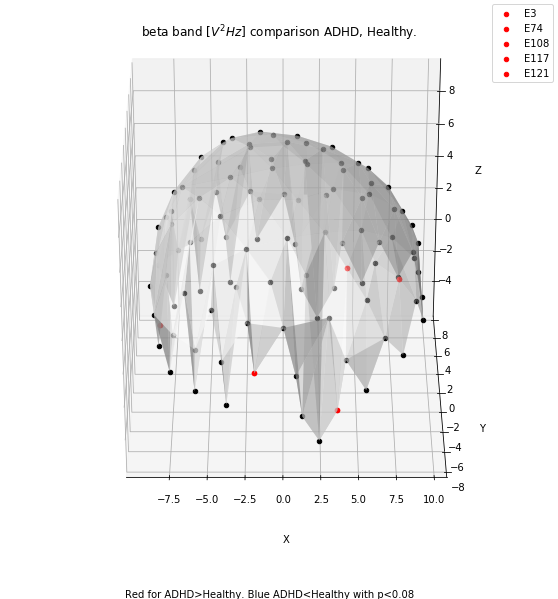 E3
E74
E108
E117
E121
beta band [V²Hz] comparison ADHD, Healthy.
8
6
4
2
0
−2
−4
Z
8
6
4
2
0
−2
−4
−6
−8
Y
−7.5 −5.0 −2.5 0.0 2.5 5.0 7.5 10.0
X
Red for ADHD>Healthy. Blue ADHD<Healthy with p<0.08